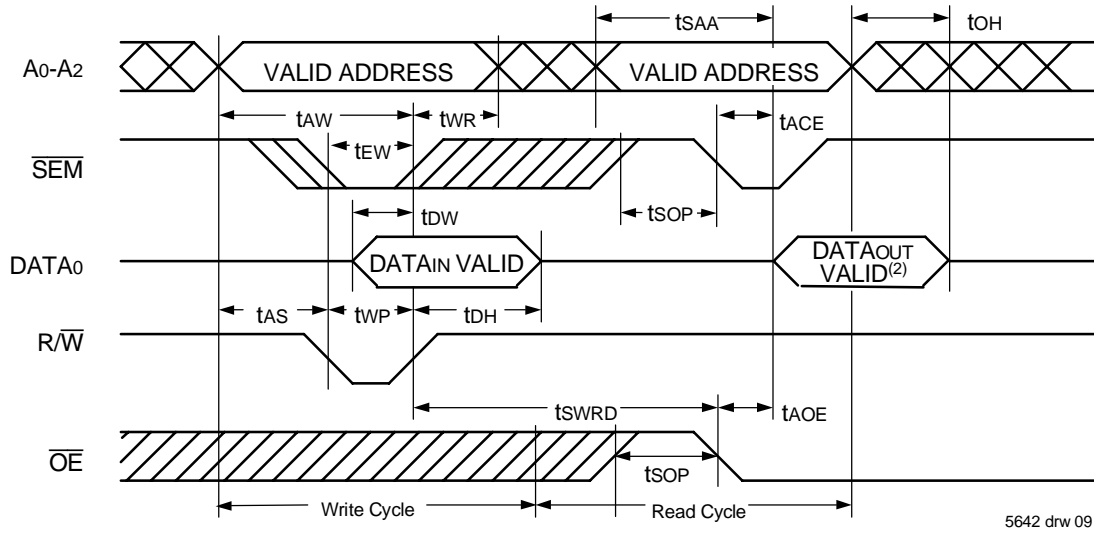 tSAA
tOH
A0-A2
VALID ADDRESS
VALID ADDRESS
tAW
tWR
tACE
tEW
SEM
tSOP
tDW
DATA0
DATAIN VALID
DATAOUT
VALID(2)
tAS
tWP
tDH
R/W
tSWRD
tAOE
OE
tSOP
Write Cycle
Read Cycle
5642 drw 09